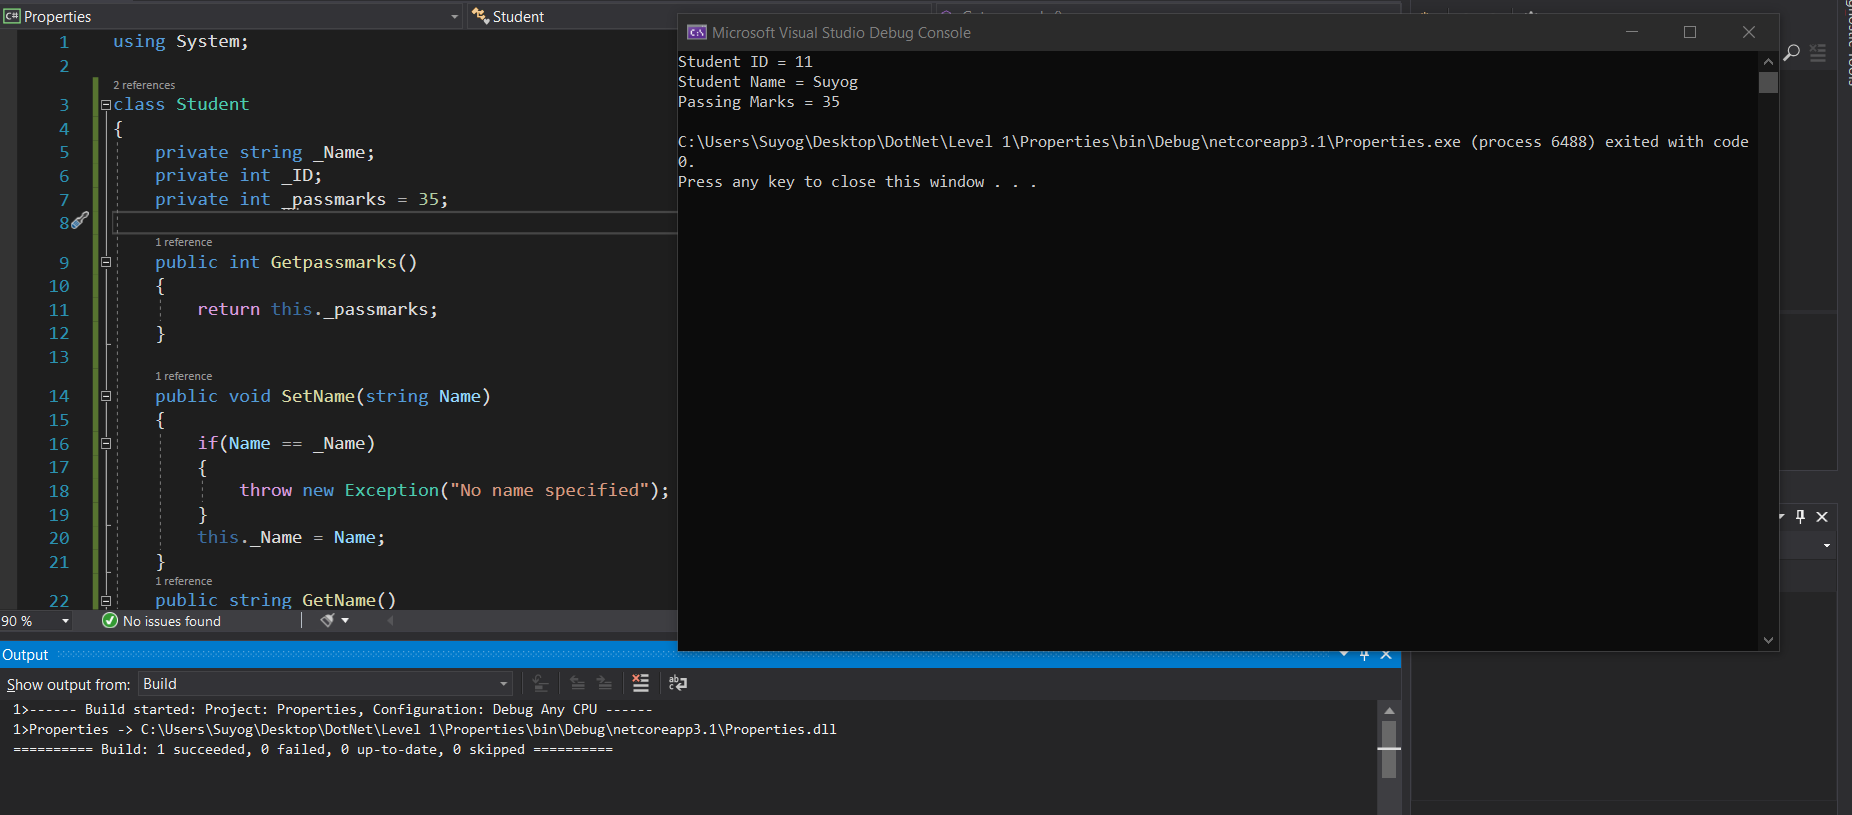 C# Properties
Student
1 using System;
2
2 references
3 class Student
4 {
5 private string _Name;
6 private int _ID;
7 private int _passmarks = 35;
8
1 reference
9 public int Getpassmarks()
10 {
11 return this._passmarks;
12 }
13
1 reference
14 public void SetName(string Name)
15 {
16 if(Name == _Name)
17 {
18 throw new Exception("No name specified");
19 }
20 this._Name = Name;
21 }
1 reference
22 public string GetName()
90 %
No issues found
Microsoft Visual Studio Debug Console
Student ID = 11
Student Name = Suyog
Passing Marks = 35
C:\Users\Suyog\Desktop\DotNet\Level 1\Properties\bin\Debug\netcoreapp3.1\Properties.exe (process 6488) exited with code
0.
Press any key to close this window . . .
Output
Show output from: Build
1>------ Build started: Project: Properties, Configuration: Debug Any CPU ------
1>Properties -> C:\Users\Suyog\Desktop\DotNet\Level 1\Properties\bin\Debug\netcoreapp3.1\Properties.dll
========== Build: 1 succeeded, 0 failed, 0 up-to-date, 0 skipped ==========